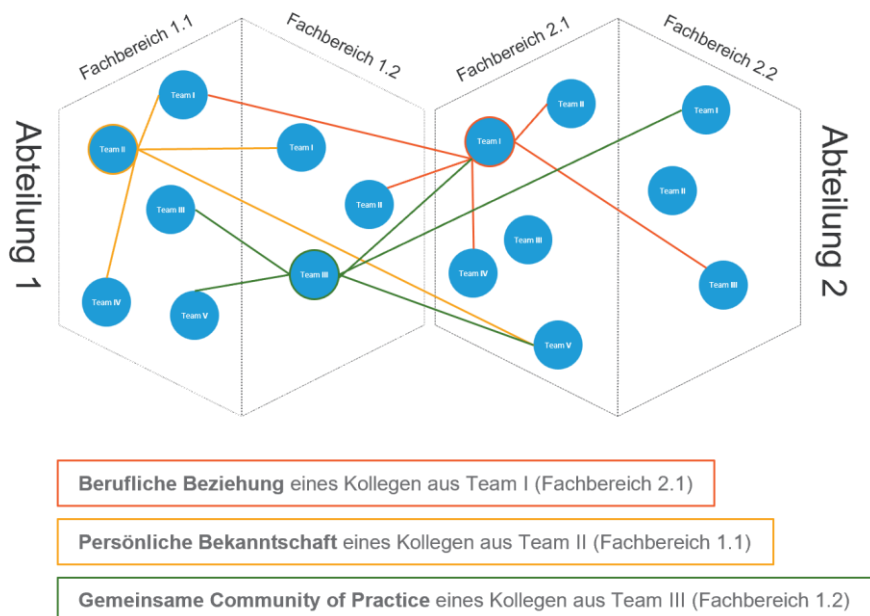 Fachbereich 1.1
Fachbereich 1.2
Fachbereich 2.1
Fachbereich 2.2
Abteilung 1
Abteilung 2
Team I
Team II
Team III
Team IV
Team V
Team I
Team II
Team III
Team II
Team I
Team III
Team IV
Team V
Team I
Team II
Team III
Berufliche Beziehung eines Kollegen aus Team I (Fachbereich 2.1)
Persönliche Bekanntschaft eines Kollegen aus Team II (Fachbereich 1.1)
Gemeinsame Community of Practice eines Kollegen aus Team III (Fachbereich 1.2)